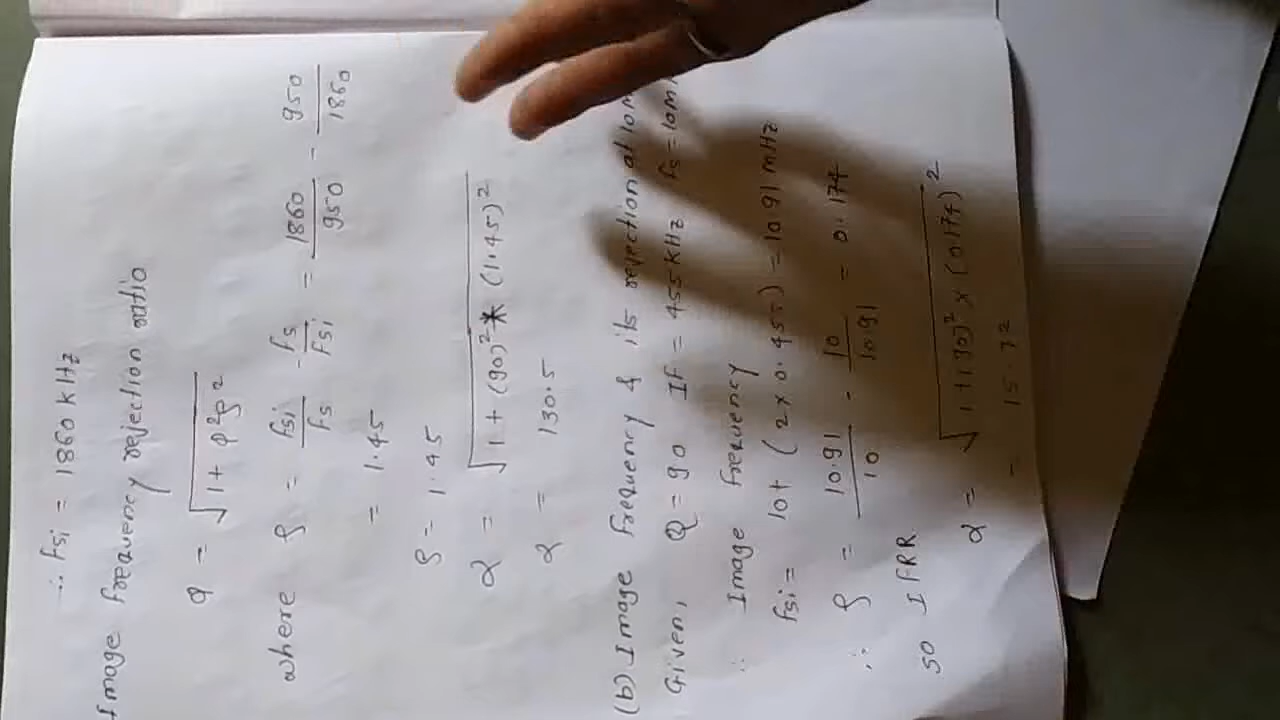 ∴ fsi = 1860 KHz
Image frequency rejection ratio
α = √(1 + φ²ρ²)
where ρ = fsi/fs - fs/fsi = 1860/950 - 950/1860
= 1.45
ρ = 1.45
α = √(1 + (90)² * (1.45)²)
α = 130.5
(b) Image frequency & its rejection at 10M
Given, Q = 90 If = 455 KHz fs = 10M
∴ Image frequency
fsi = 10 + (2 × 0.455) = 10.91 MHz
∴ ρ = 10.91/10 - 10/10.91 = 0.174
so IFRR
α = √(1 + (90)² × (0.174)²)
= 15.72